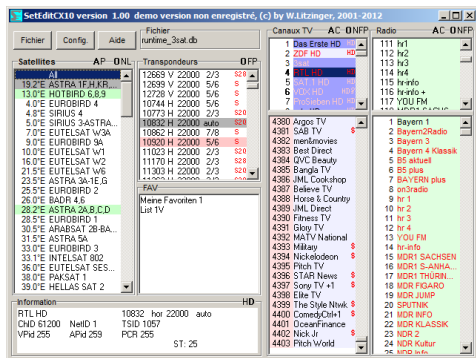 SetEditCX10 version 1.00 demo version non enregistré, (c) by W.Litzinger, 2001-2012
Fichier
Config.
Aide
Fichier
runtime_3sat.db
Satellites AP ONL
All
19.2°E ASTRA 1F,H,KR,...
13.0°E HOTBIRD 6,8,9
4.0°E EUROBIRD 4
4.8°E SIRIUS 4
5.0°E SIRIUS 3-ASTRA...
7.0°E EUTELSAT W3A
9.0°E EUROBIRD 9A
10.0°E EUTELSAT W1
16.0°E EUTELSAT W2
21.5°E EUTELSAT W6
23.5°E ASTRA 3A-1E,G
25.5°E EUROBIRD 2
26.0°E BADR 4,6
28.2°E ASTRA 2A,B,C,D
28.5°E EUROBIRD 1
30.5°E ARABSAT 2B-BA...
31.5°E ASTRA 5A
33.0°E EUROBIRD 3
33.1°E INTELSAT 802
36.0°E EUTELSAT SES...
38.0°E PAKSAT 1
39.0°E HELLAS SAT 2
Transpondeurs OFP
12669 V 22000 2/3 S28
12699 V 22000 5/6 S
12728 V 22000 5/6 S
10744 H 22000 5/6 S
10773 H 22000 2/3 S28
10832 H 22000 auto S28
10862 H 22000 7/8 S
10920 H 22000 5/6 S
11023 H 22000 2/3 S28
11170 H 22000 2/3 S28
11303 H 22000 2/3 S28
FAV
Meine Favoriten 1
List 1V
Canaux TV AC ONFP
1 Das Erste HD
2 ZDF HD
3 3sat
4 RTL HD
5 SAT 1 HD
6 VOX HD
7 ProSieben HD
4380 Argos TV
4381 SAB TV $
4382 men&movies
4383 Best Direct
4384 QVC Beauty
4385 Bangla TV
4386 JML Cookshop
4387 Believe TV
4388 Horse & Country
4389 JML Direct
4390 Fitness TV
4391 Glory TV
4392 MATV National
4393 Military $
4394 Nickelodeon $
4395 Pitch TV
4396 STAR News $
4397 Sony TV +1 $
4398 Elite TV
4399 The Style Ntwk $
4400 ComedyCtrl+1 $
4401 OceanFinance
4402 Nick Jr $
4403 Pitch World
Radio AC ONFP
111 hr1
112 hr2
113 hr3
114 hr4
115 hr-info
116 hr-info +
117 YOU FM
1 Bayern 1
2 Bayern2Radio
3 Bayern 3
4 Bayern 4 Klassik
5 B5 aktuell
6 B5 plus
7 BAYERN plus
8 on3radio
9 hr 1
10 hr 2
11 hr 3
12 hr 4
13 YOU FM
14 hr-info
15 MDR1 SACHSEN
16 MDR1 S-ANHA...
17 MDR1 THÜRIN...
18 MDR FIGARO
19 MDR JUMP
20 SPUTNIK
21 MDR INFO
22 MDR KLASSIK
23 NDR 2
24 NDR Kultur
Information HD
RTL HD 10832 hor 22000 auto
ChID 61200 NetID 1 TSID 1057
VPid 255 APid 259 PCR 255
ST: 25